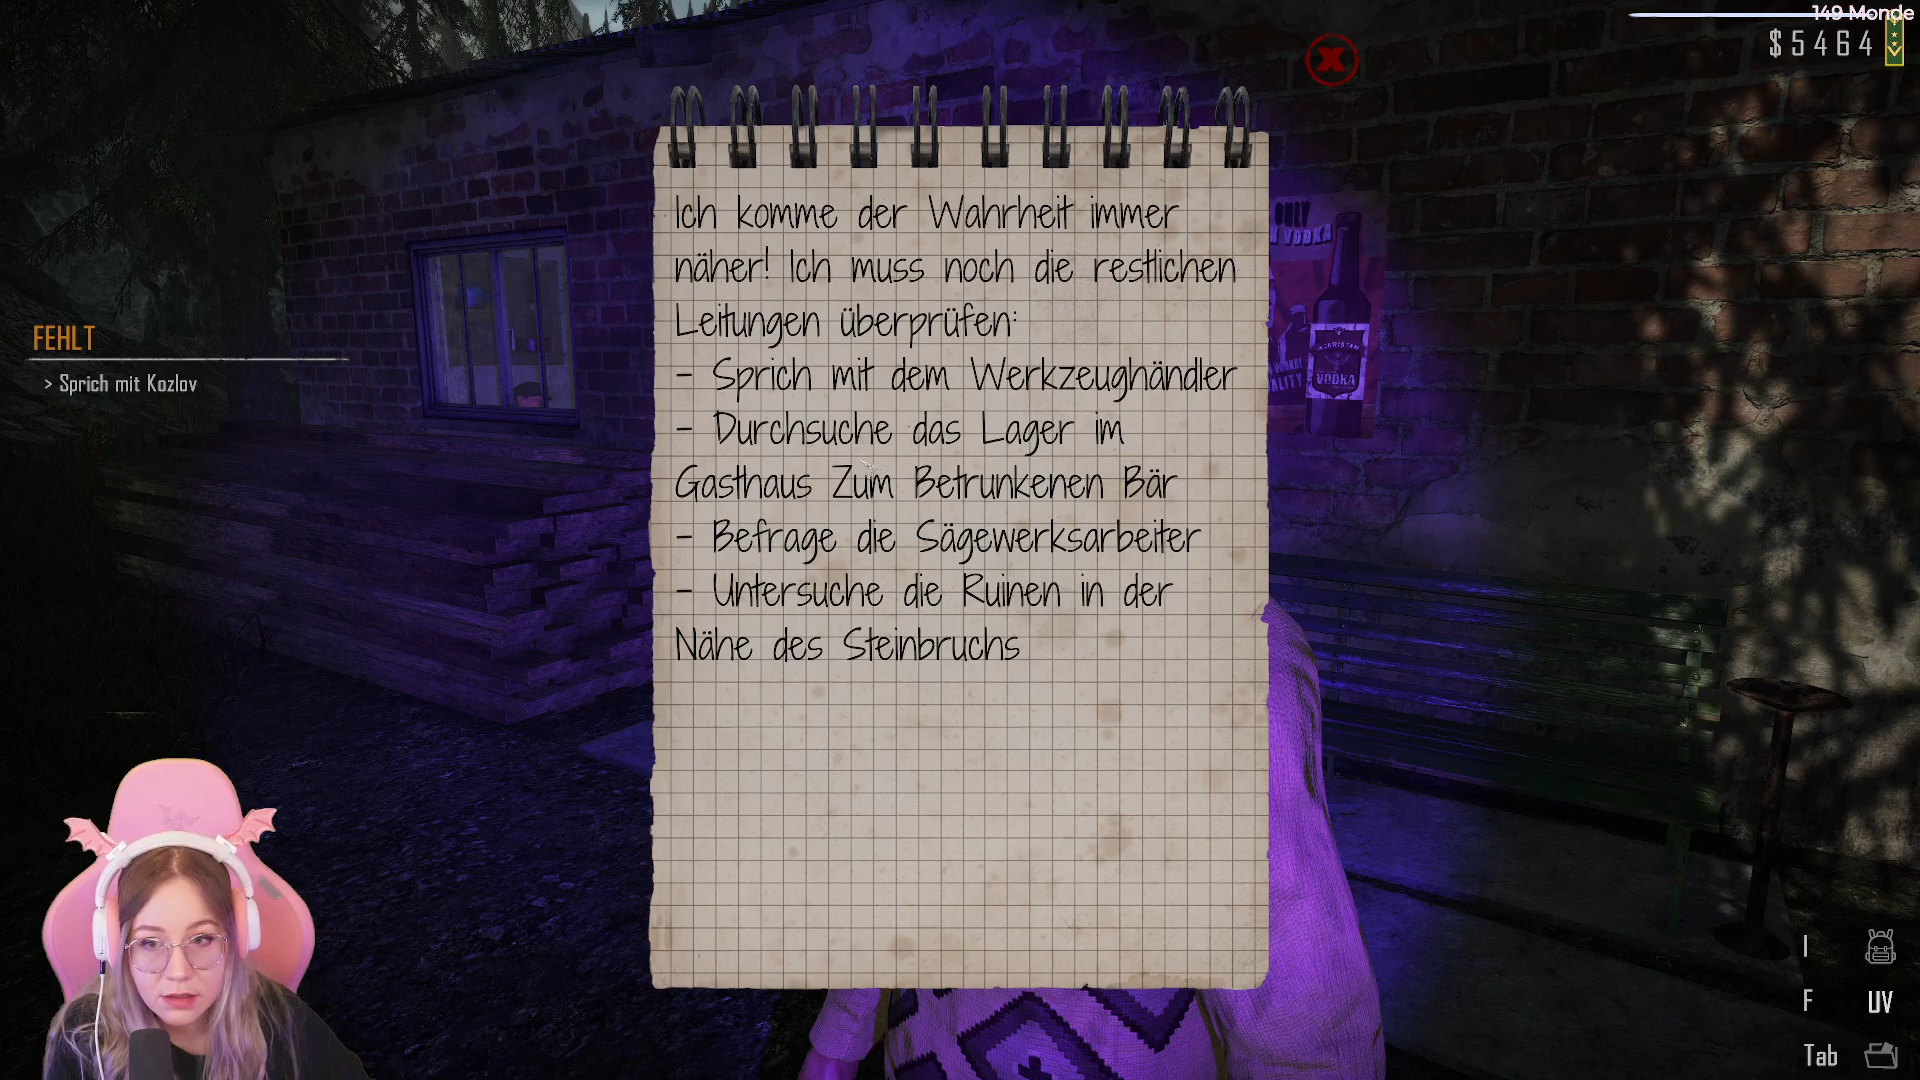 149 Monde
$5464
FEHLT
> Sprich mit Kozlov
Ich komme der Wahrheit immer
näher! Ich muss noch die restlichen
Leitungen überprüfen:
- Sprich mit dem Werkzeughändler
- Durchsuche das Lager im
Gasthaus Zum Betrunkenen Bär
- Befrage die Sägewerksarbeiter
- Untersuche die Ruinen in der
Nähe des Steinbruchs
ONLY
VODKA
VODKA
I
F UV
Tab